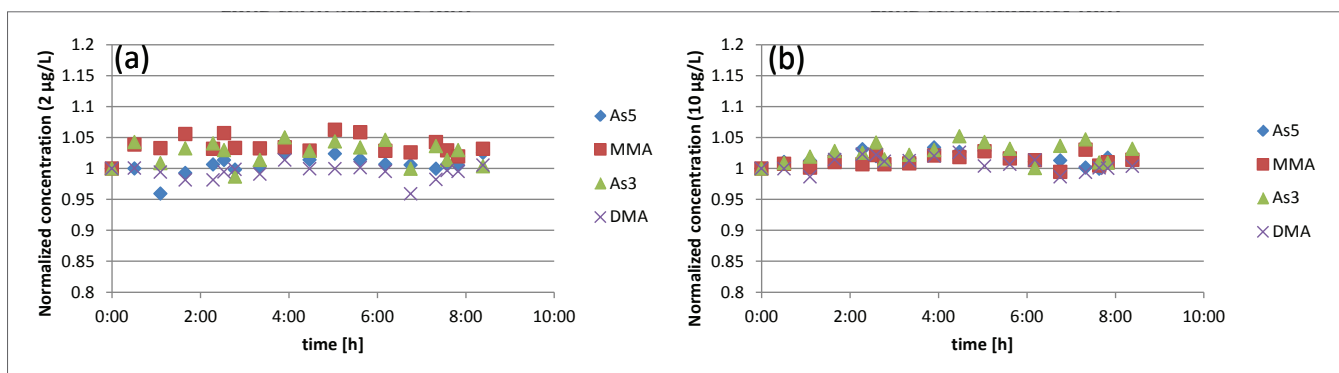 (a)
Normalized concentration (2 µg/L)
1.2
1.15
1.1
1.05
1
0.95
0.9
0.85
0.8
0:00 2:00 4:00 6:00 8:00 10:00
time [h]
As5
MMA
As3
DMA
(b)
Normalized concentration (10 µg/L)
1.2
1.15
1.1
1.05
1
0.95
0.9
0.85
0.8
0:00 2:00 4:00 6:00 8:00 10:00
time [h]
As5
MMA
As3
DMA